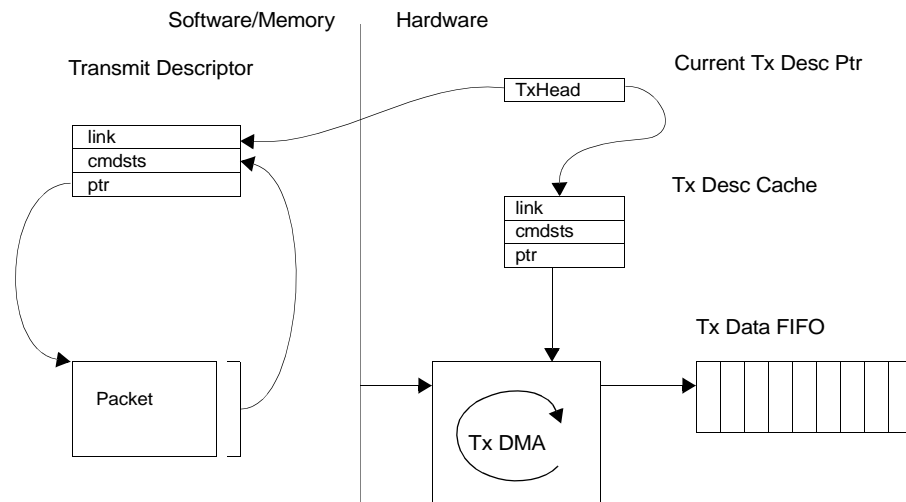 Software/Memory
Hardware
Transmit Descriptor
Current Tx Desc Ptr
TxHead
link
cmdsts
ptr
Tx Desc Cache
link
cmdsts
ptr
Tx Data FIFO
Packet
Tx DMA